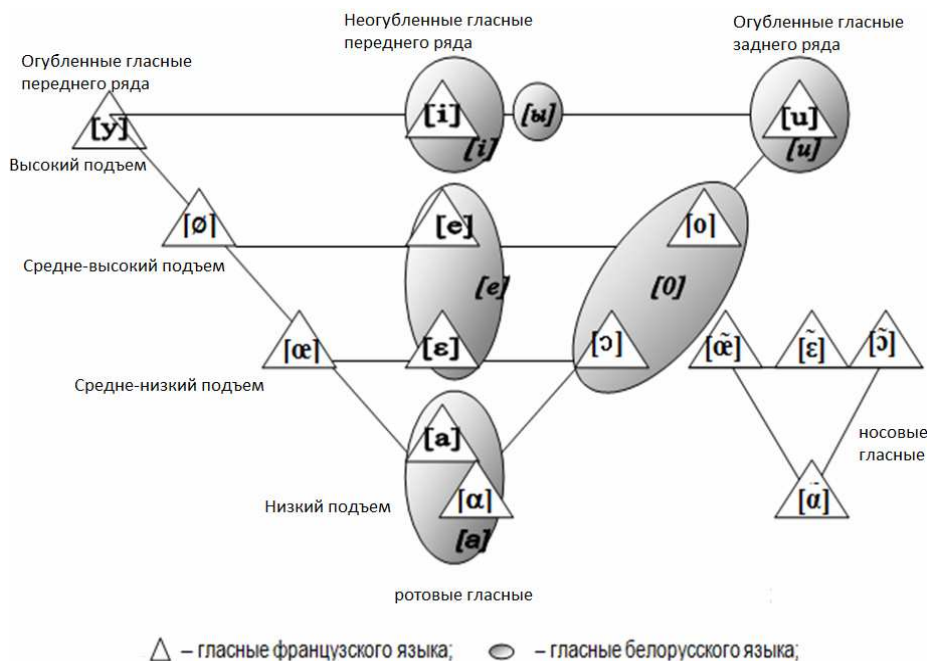 Неогубленные гласные
переднего ряда
Огубленные гласные
заднего ряда
Огубленные гласные
переднего ряда
[y]
[i]
[i]
[ы]
[u]
[u]
Высокий подъем
[ø]
[e]
[e]
[o]
[0]
Средне-высокий подъем
[œ]
[ɛ]
[ɔ]
[œ̃]
[ɛ̃]
[ɔ̃]
Средне-низкий подъем
[a]
[ɑ]
[a]
носовые
гласные
[ɑ̃]
Низкий подъем
ротовые гласные
– гласные французского языка;
– гласные белорусского языка;